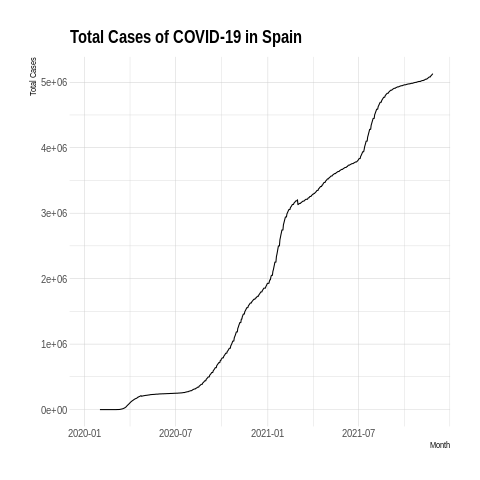 Total Cases of COVID-19 in Spain
Total Cases
5e+06
4e+06
3e+06
2e+06
1e+06
0e+00
2020-01 2020-07 2021-01 2021-07
Month